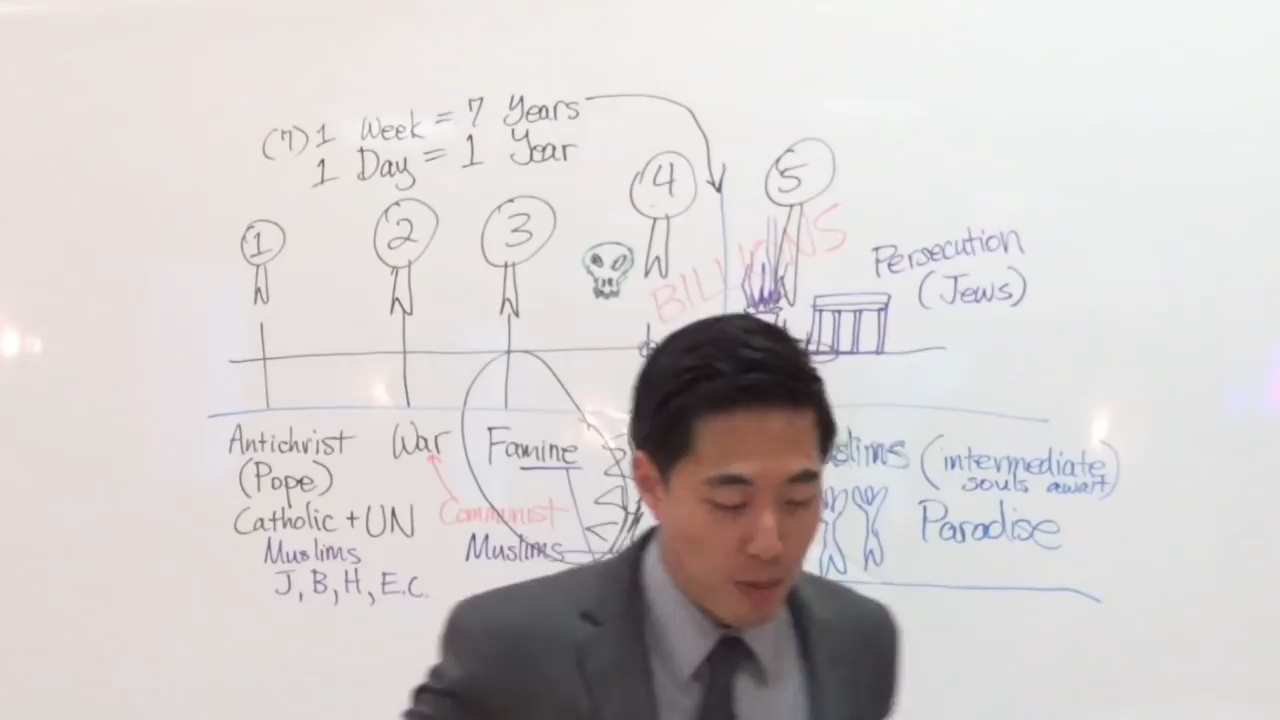 (7) 1 Week = 7 Years
1 Day = 1 Year
1
2
3
4
5
BILLIONS
Persecution
(Jews)
Antichrist
(Pope)
Catholic + UN
Muslims
J, B, H, E.C.
War
Communist
Famine
Muslims
(intermediate
souls await)
Paradise